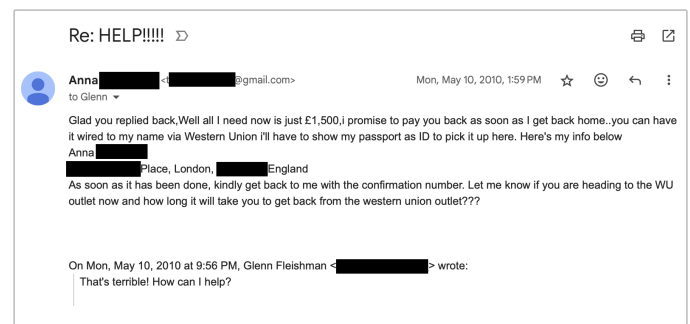 Re: HELP!!!!!
Anna <t @gmail.com> Mon, May 10, 2010, 1:59 PM
to Glenn
Glad you replied back,Well all I need now is just £1,500,i promise to pay you back as soon as I get back home..you can have
it wired to my name via Western Union i'll have to show my passport as ID to pick it up here. Here's my info below
Anna
Place, London, England
As soon as it has been done, kindly get back to me with the confirmation number. Let me know if you are heading to the WU
outlet now and how long it will take you to get back from the western union outlet???
On Mon, May 10, 2010 at 9:56 PM, Glenn Fleishman < > wrote:
That's terrible! How can I help?